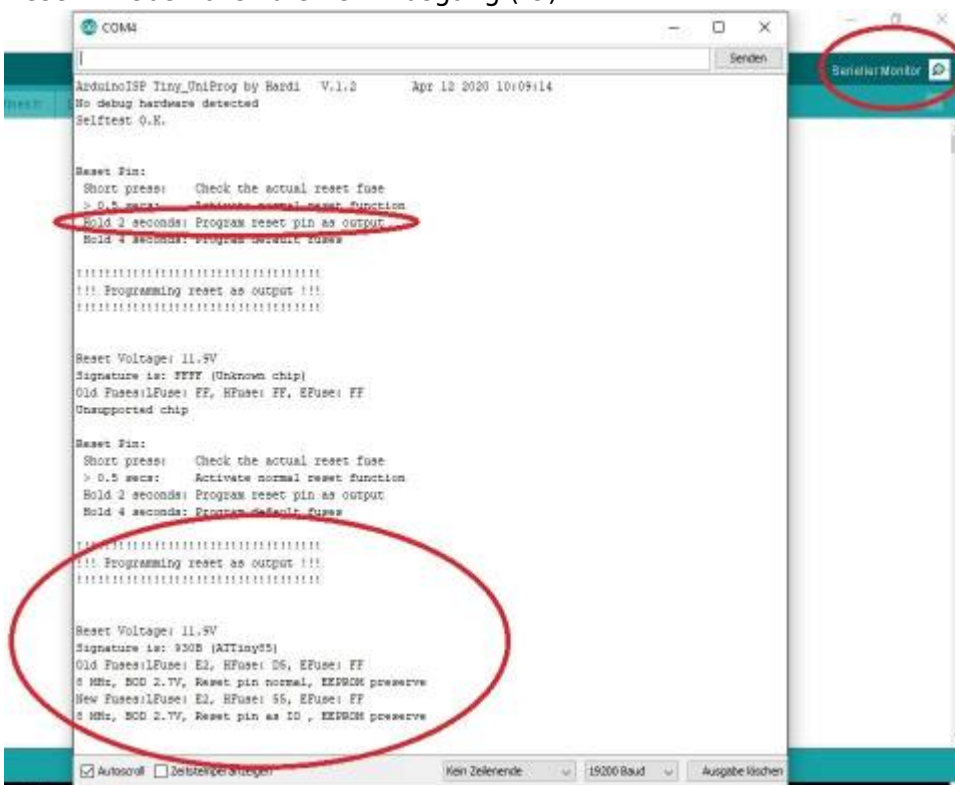 COM4
Senden
Serieller Monitor
ArduinoISP Tiny_UniProg by Hardi V.1.2 Apr 12 2020 10:09:14
No debug hardware detected
Selftest O.K.
Reset Pin:
Short press: Check the actual reset fuse
> 0.5 secs: Activate normal reset function
Hold 2 seconds: Program reset pin as output
Hold 4 seconds: Program default fuses
!!!!!!!!!!!!!!!!!!!!!!!!!!!!!!!!!!!
!!! Programming reset as output !!!
!!!!!!!!!!!!!!!!!!!!!!!!!!!!!!!!!!!
Reset Voltage: 11.9V
Signature is: FFFF (Unknown chip)
Old Fuses:LFuse: FF, HFuse: FF, EFuse: FF
Unsupported chip
Reset Pin:
Short press: Check the actual reset fuse
> 0.5 secs: Activate normal reset function
Hold 2 seconds: Program reset pin as output
Hold 4 seconds: Program default fuses
!!!!!!!!!!!!!!!!!!!!!!!!!!!!!!!!!!!
!!! Programming reset as output !!!
!!!!!!!!!!!!!!!!!!!!!!!!!!!!!!!!!!!
Reset Voltage: 11.9V
Signature is: 930B (ATTiny85)
Old Fuses:LFuse: E2, HFuse: D5, EFuse: FF
8 MHz, BOD 2.7V, Reset pin normal, EEPROM preserve
New Fuses:LFuse: E2, HFuse: 55, EFuse: FF
8 MHz, BOD 2.7V, Reset pin as IO , EEPROM preserve
Autoscroll Zeitstempel anzeigen Kein Zeilenende 19200 Baud Ausgabe löschen